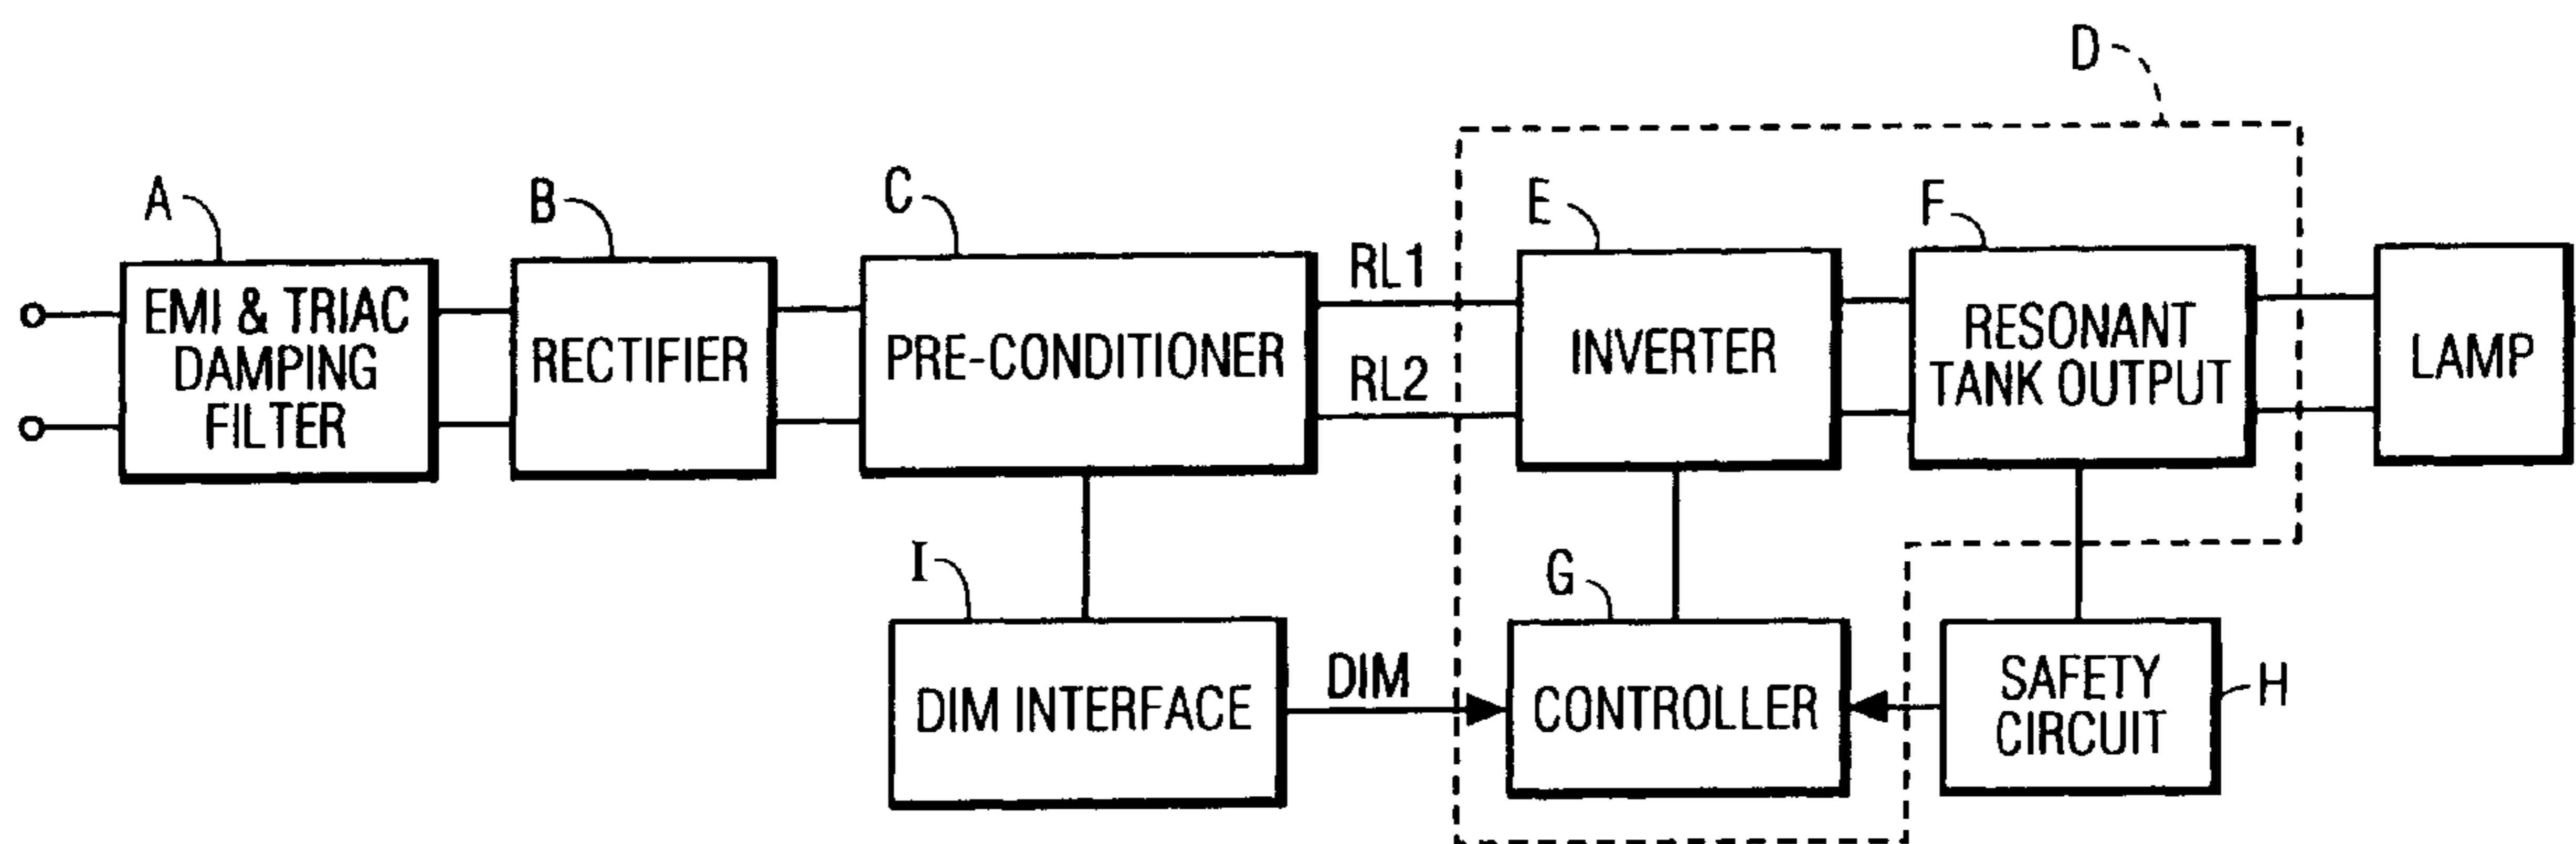 D
A
B
C
E
F
EMI & TRIAC
DAMPING
FILTER
RECTIFIER
PRE-CONDITIONER
RL1
RL2
INVERTER
RESONANT
TANK OUTPUT
LAMP
I
DIM INTERFACE
DIM
G
CONTROLLER
SAFETY
CIRCUIT
H